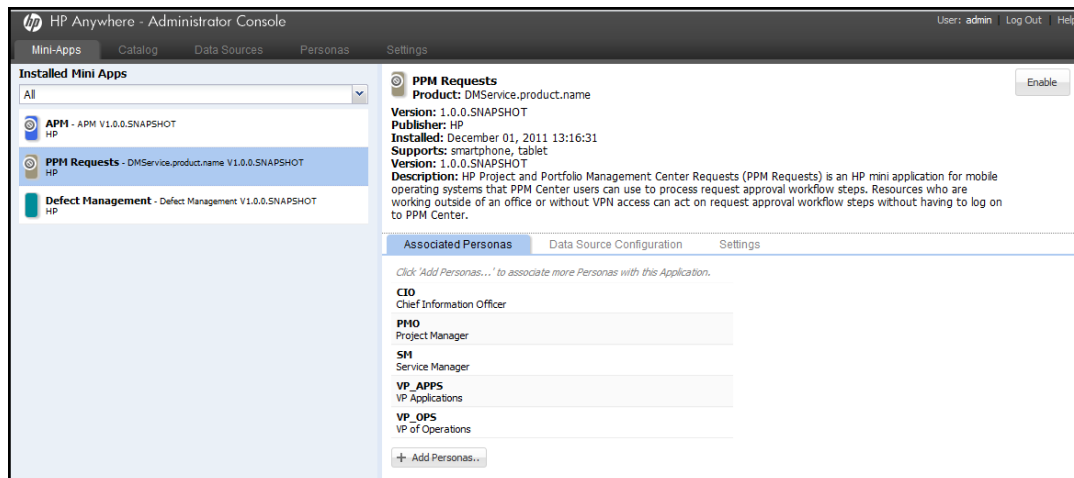 hp HP Anywhere - Administrator Console
User: admin | Log Out | Help
Mini-Apps Catalog Data Sources Personas Settings
Installed Mini Apps
All
APM - APM V1.0.0.SNAPSHOT
HP
PPM Requests - DMService.product.name V1.0.0.SNAPSHOT
HP
Defect Management - Defect Management V1.0.0.SNAPSHOT
HP
PPM Requests
Enable
Product: DMService.product.name
Version: 1.0.0.SNAPSHOT
Publisher: HP
Installed: December 01, 2011 13:16:31
Supports: smartphone, tablet
Version: 1.0.0.SNAPSHOT
Description: HP Project and Portfolio Management Center Requests (PPM Requests) is an HP mini application for mobile
operating systems that PPM Center users can use to process request approval workflow steps. Resources who are
working outside of an office or without VPN access can act on request approval workflow steps without having to log on
to PPM Center.
Associated Personas Data Source Configuration Settings
Click 'Add Personas...' to associate more Personas with this Application.
CIO
Chief Information Officer
PMO
Project Manager
SM
Service Manager
VP_APPS
VP Applications
VP_OPS
VP of Operations
+ Add Personas..